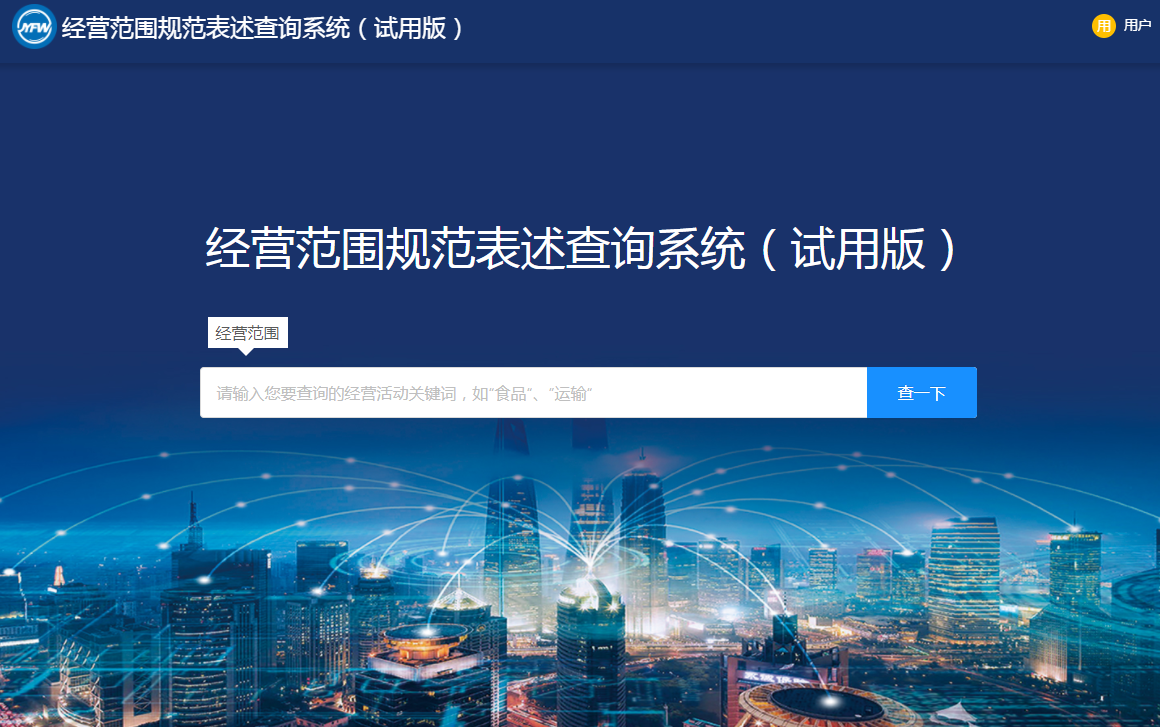 JYFW 经营范围规范表述查询系统（试用版）
用 用户
经营范围规范表述查询系统（试用版）
经营范围
请输入您要查询的经营活动关键词，如“食品”、“运输”
查一下